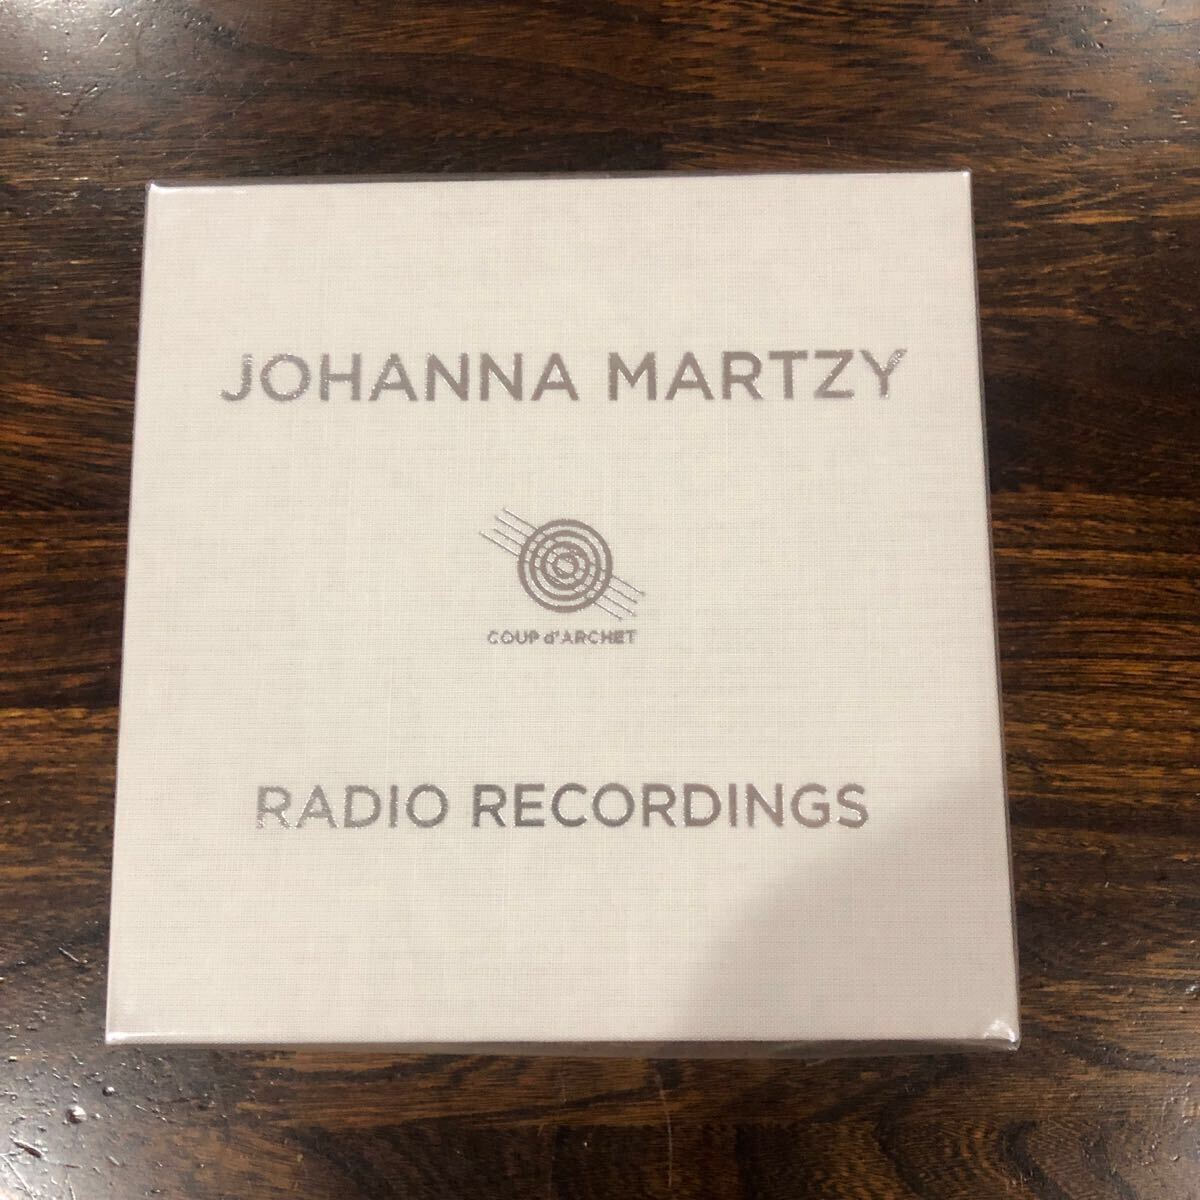 JOHANNA MARTZY
COUP d'ARCHET
RADIO RECORDINGS